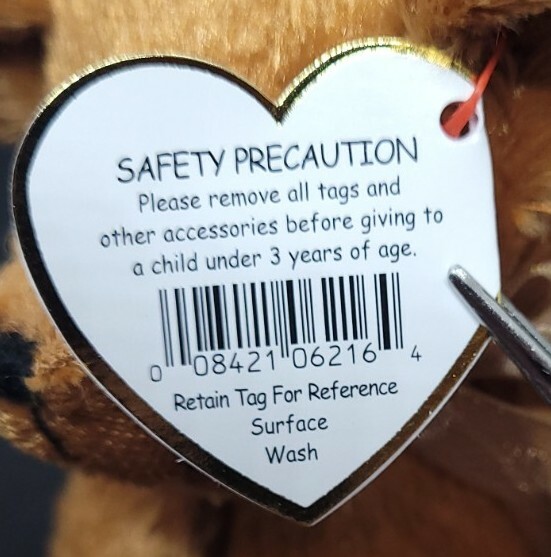 SAFETY PRECAUTION
Please remove all tags and
other accessories before giving to
a child under 3 years of age.
0 08421 06216 4
Retain Tag For Reference
Surface
Wash